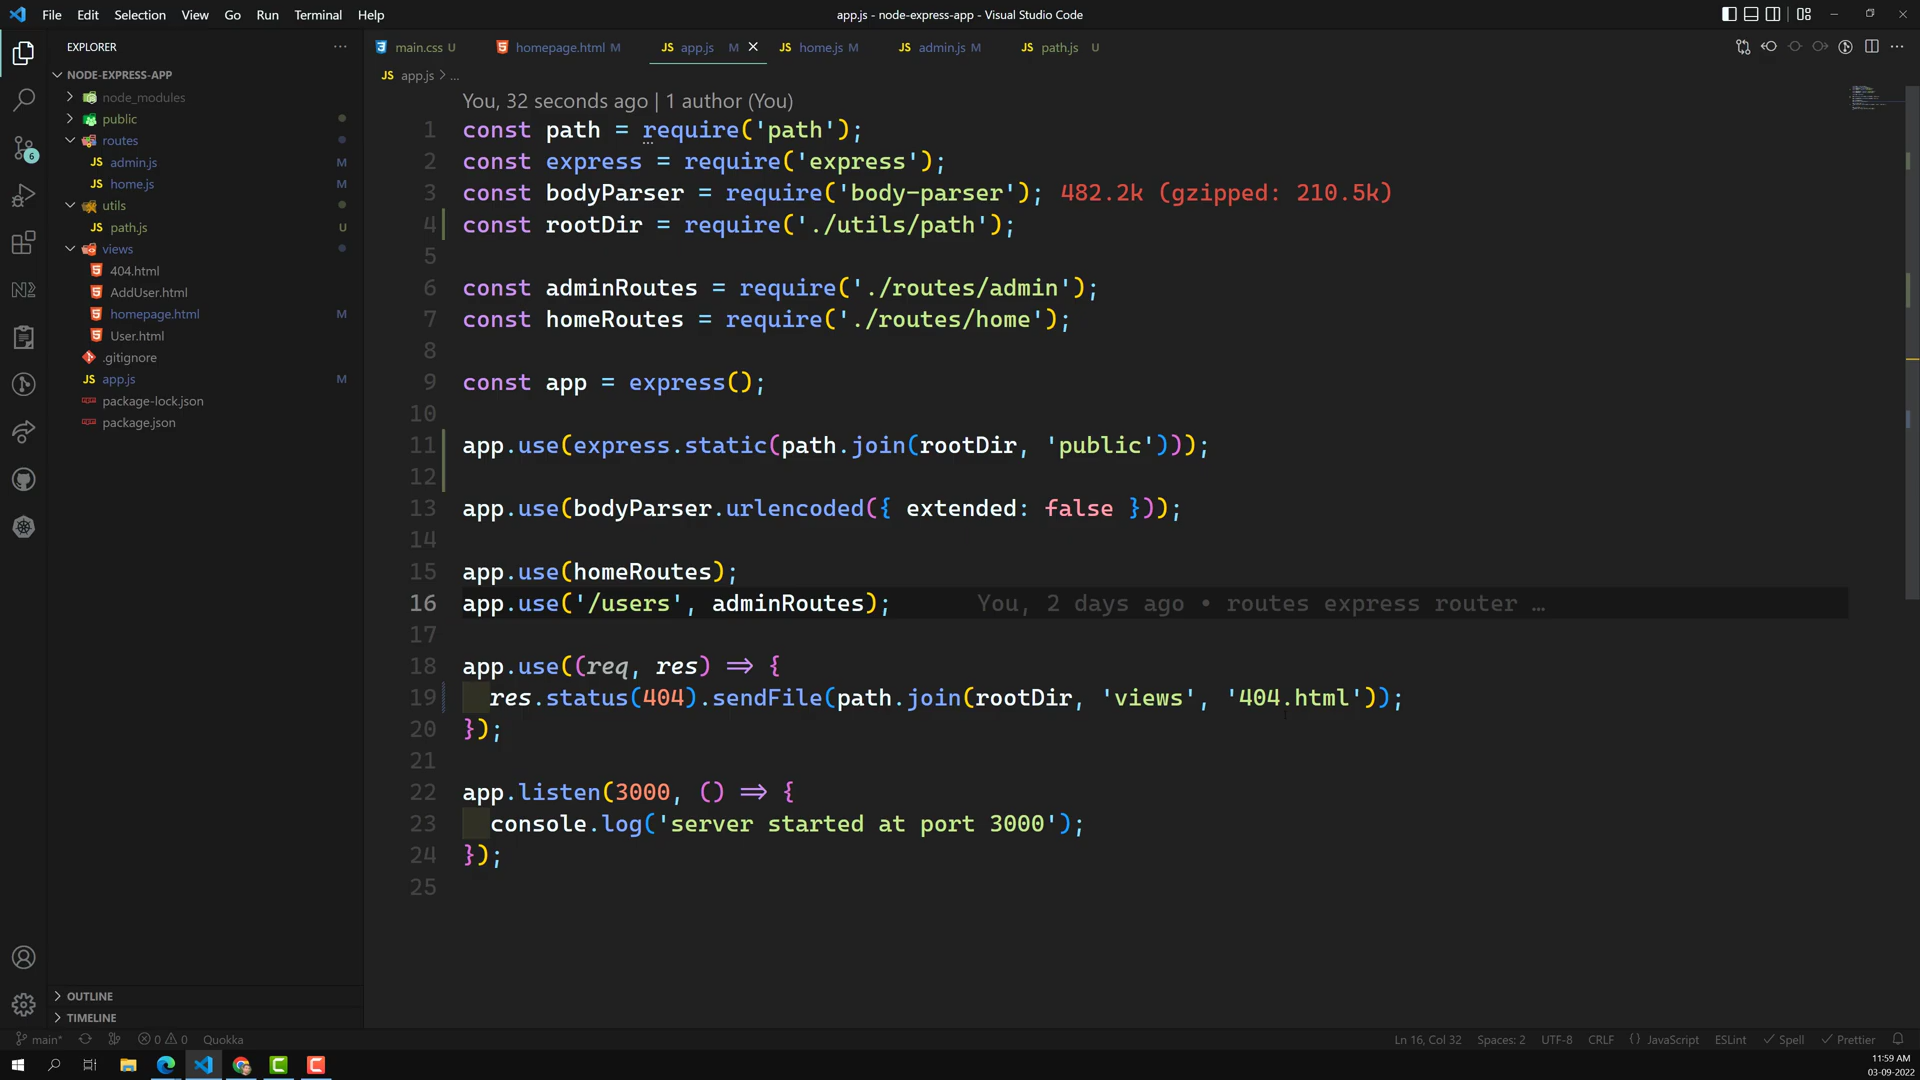 File Edit Selection View Go Run Terminal Help
app.js - node-express-app - Visual Studio Code
EXPLORER
NODE-EXPRESS-APP
node_modules
public
routes
JS admin.js M
JS home.js M
utils
JS path.js U
views
404.html
AddUser.html
homepage.html M
User.html
.gitignore
JS app.js M
package-lock.json
package.json
OUTLINE
TIMELINE
6
main.css U
homepage.html M
JS app.js M
JS home.js M
JS admin.js M
JS path.js U
JS app.js > ...
You, 32 seconds ago | 1 author (You)
1 const path = require('path');
2 const express = require('express');
3 const bodyParser = require('body-parser'); 482.2k (gzipped: 210.5k)
4 const rootDir = require('./utils/path');
5
6 const adminRoutes = require('./routes/admin');
7 const homeRoutes = require('./routes/home');
8
9 const app = express();
10
11 app.use(express.static(path.join(rootDir, 'public')));
12
13 app.use(bodyParser.urlencoded({ extended: false }));
14
15 app.use(homeRoutes);
16 app.use('/users', adminRoutes); You, 2 days ago • routes express router …
17
18 app.use((req, res) => {
19 res.status(404).sendFile(path.join(rootDir, 'views', '404.html'));
20 });
21
22 app.listen(3000, () => {
23 console.log('server started at port 3000');
24 });
25
main* 0 0 Quokka
Ln 16, Col 32 Spaces: 2 UTF-8 CRLF {} JavaScript ESLint Spell Prettier
11:59 AM
03-09-2022